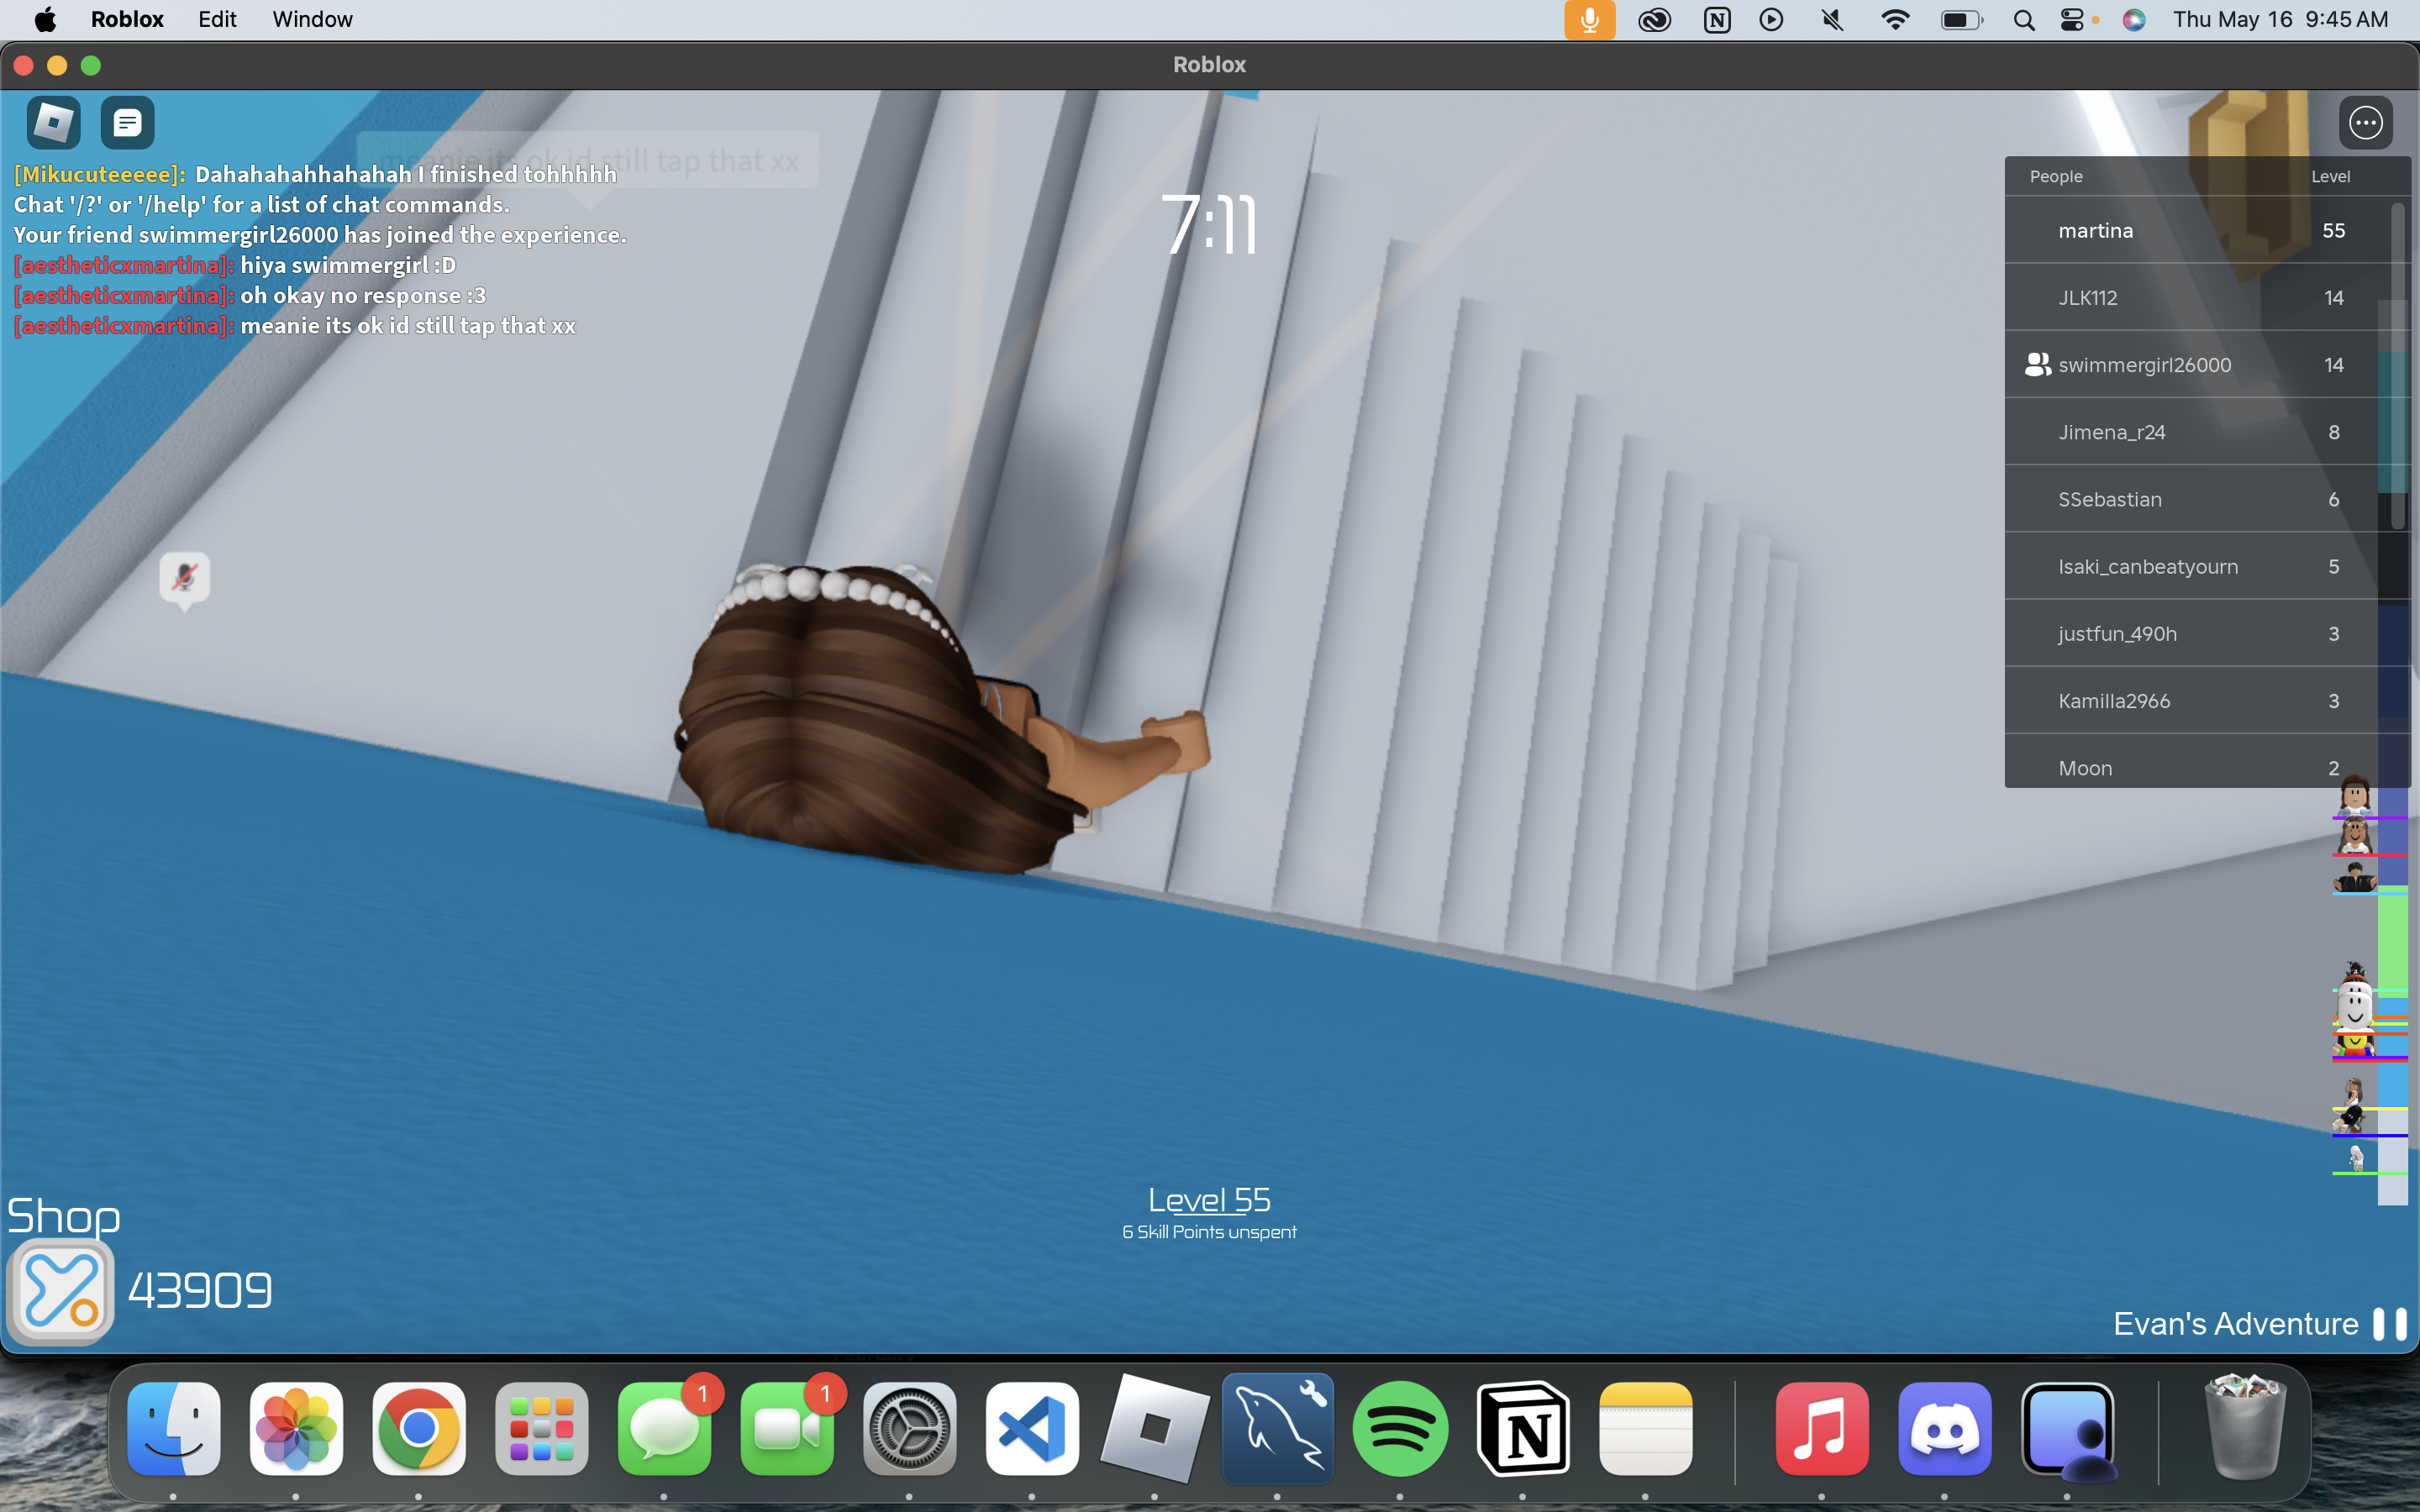 Roblox Edit Window
Thu May 16 9:45 AM
Roblox
meanie its ok id still tap that xx
[Mikucuteeeee]: Dahahahahhahahah I finished tohhhhh
Chat '/?' or '/help' for a list of chat commands.
Your friend swimmergirl26000 has joined the experience.
[aestheticxmartina]: hiya swimmergirl :D
[aestheticxmartina]: oh okay no response :3
[aestheticxmartina]: meanie its ok id still tap that xx
7:11
People Level
martina 55
JLK112 14
swimmergirl26000 14
Jimena_r24 8
SSebastian 6
Isaki_canbeatyourn 5
justfun_490h 3
Kamilla2966 3
Moon 2
Level 55
6 Skill Points unspent
Shop
43909
Evan's Adventure
1
1